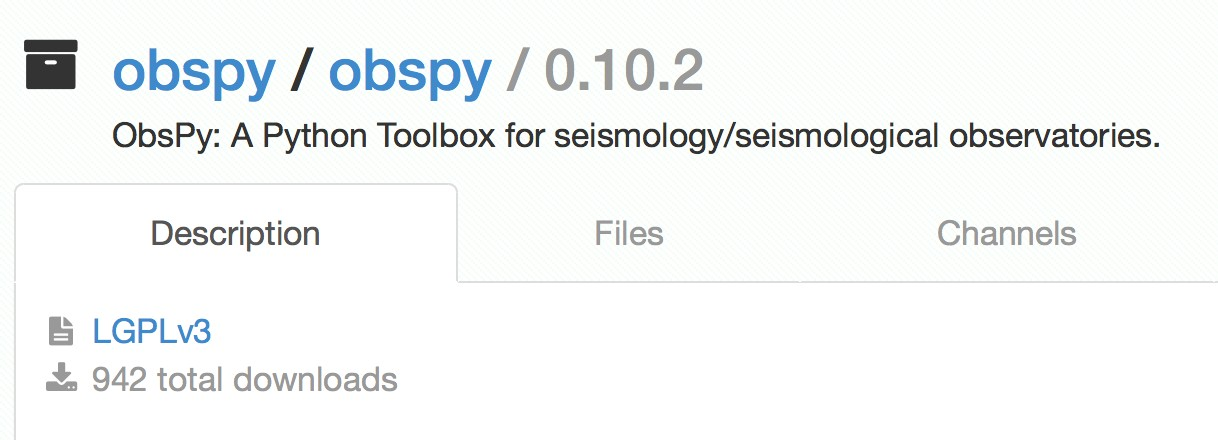 obspy / obspy / 0.10.2
ObsPy: A Python Toolbox for seismology/seismological observatories.
Description Files Channels
LGPLv3
942 total downloads